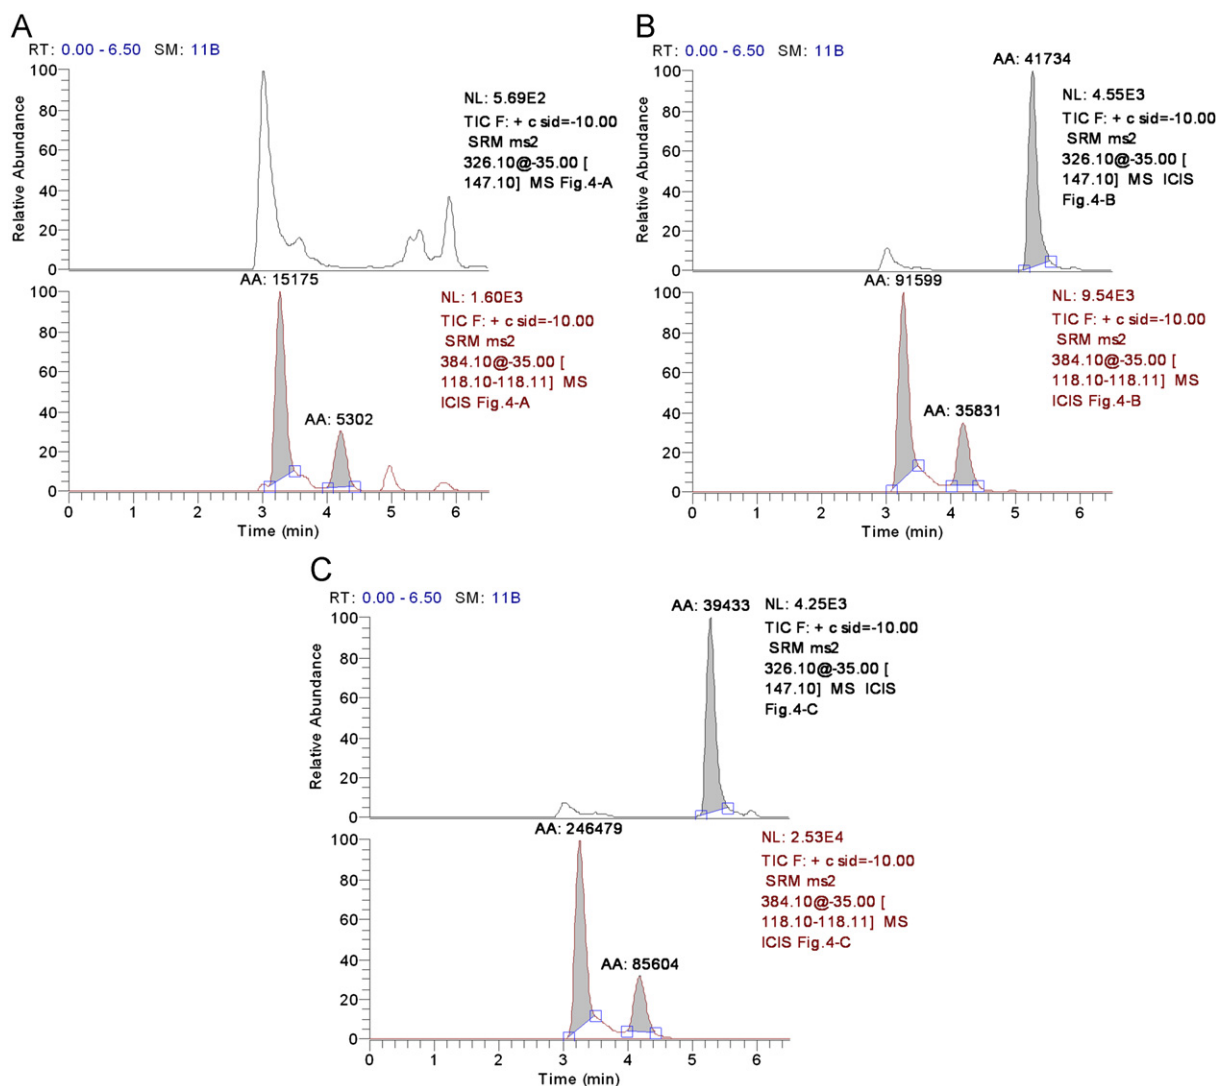 A
RT: 0.00 - 6.50 SM: 11B
100
80
60
40
20
0
Relative Abundance
NL: 5.69E2
TIC F: + c sid=-10.00
SRM ms2
326.10@-35.00 [
147.10] MS Fig.4-A
AA: 15175
100
80
60
40
20
0
AA: 5302
NL: 1.60E3
TIC F: + c sid=-10.00
SRM ms2
384.10@-35.00 [
118.10-118.11] MS
ICIS Fig.4-A
0 1 2 3 4 5 6
Time (min)
B
RT: 0.00 - 6.50 SM: 11B
AA: 41734
100
80
60
40
20
0
Relative Abundance
NL: 4.55E3
TIC F: + c sid=-10.00
SRM ms2
326.10@-35.00 [
147.10] MS ICIS
Fig.4-B
AA: 91599
100
80
60
40
20
0
AA: 35831
NL: 9.54E3
TIC F: + c sid=-10.00
SRM ms2
384.10@-35.00 [
118.10-118.11] MS
ICIS Fig.4-B
0 1 2 3 4 5 6
Time (min)
C
RT: 0.00 - 6.50 SM: 11B
AA: 39433
100
80
60
40
20
0
Relative Abundance
NL: 4.25E3
TIC F: + c sid=-10.00
SRM ms2
326.10@-35.00 [
147.10] MS ICIS
Fig.4-C
AA: 246479
100
80
60
40
20
0
AA: 85604
NL: 2.53E4
TIC F: + c sid=-10.00
SRM ms2
384.10@-35.00 [
118.10-118.11] MS
ICIS Fig.4-C
0 1 2 3 4 5 6
Time (min)